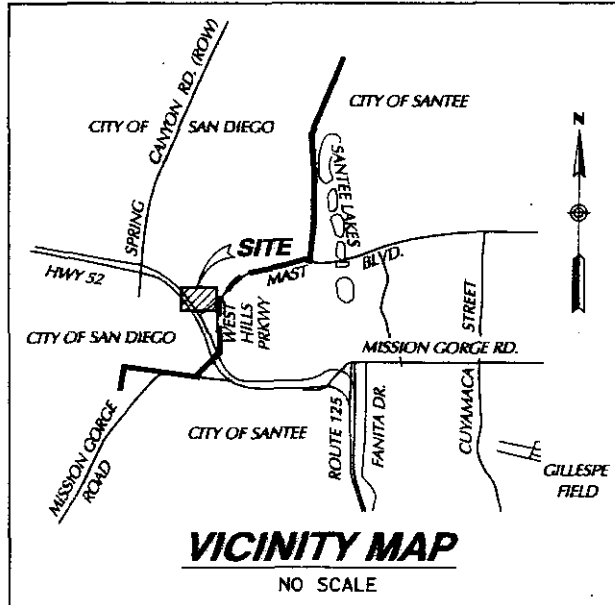 CITY OF SANTEE
CANYON RD. (ROW)
CITY OF SAN DIEGO
N
SANTEE LAKES
SPRING
SITE
BLVD.
MAST
HWY 52
WEST
HILLS
PRKWY
CITY OF SAN DIEGO
MISSION GORGE RD.
CUYAMACA STREET
CITY OF SANTEE
ROUTE 125
FANITA DR.
MISSION GORGE
ROAD
GILLESPE
FIELD
VICINITY MAP
NO SCALE